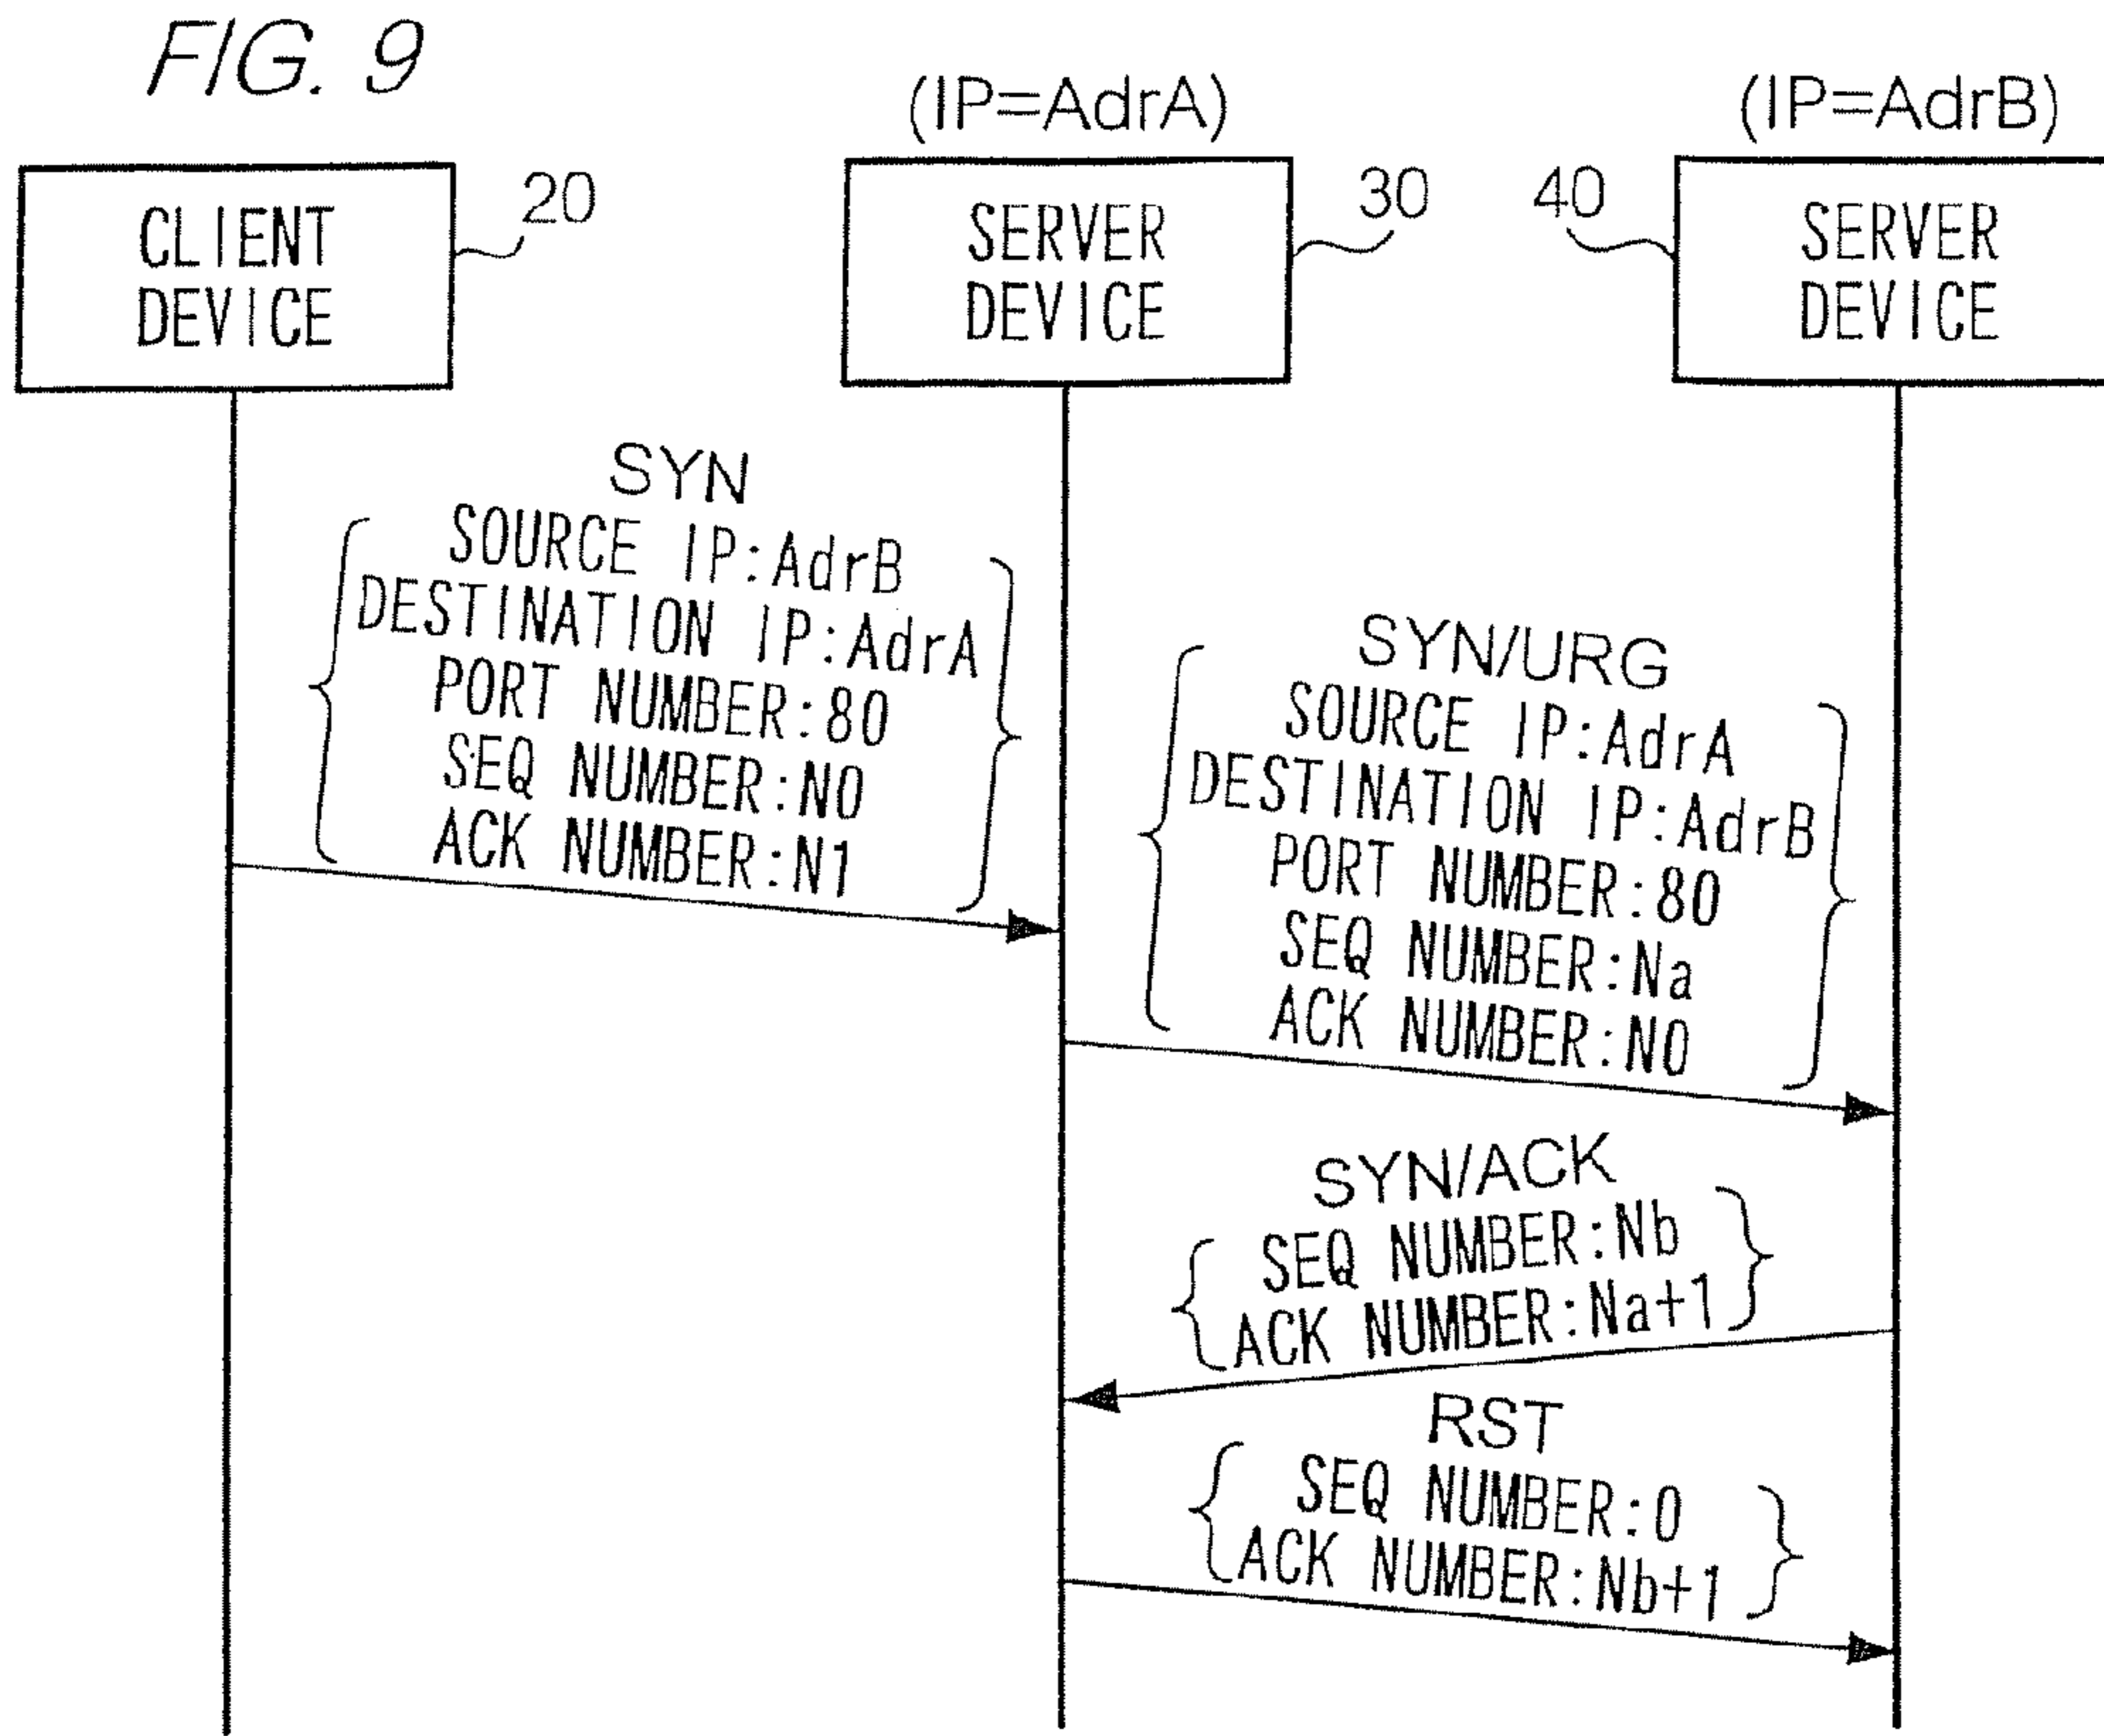 FIG. 9
(IP=AdrA)
(IP=AdrB)
CLIENT
DEVICE
20
SERVER
DEVICE
30
40
SERVER
DEVICE
SYN
SOURCE IP:AdrB
DESTINATION IP:AdrA
PORT NUMBER:80
SEQ NUMBER:N0
ACK NUMBER:N1
SYN/URG
SOURCE IP:AdrA
DESTINATION IP:AdrB
PORT NUMBER:80
SEQ NUMBER:Na
ACK NUMBER:N0
SYN/ACK
SEQ NUMBER:Nb
ACK NUMBER:Na+1
RST
SEQ NUMBER:0
ACK NUMBER:Nb+1